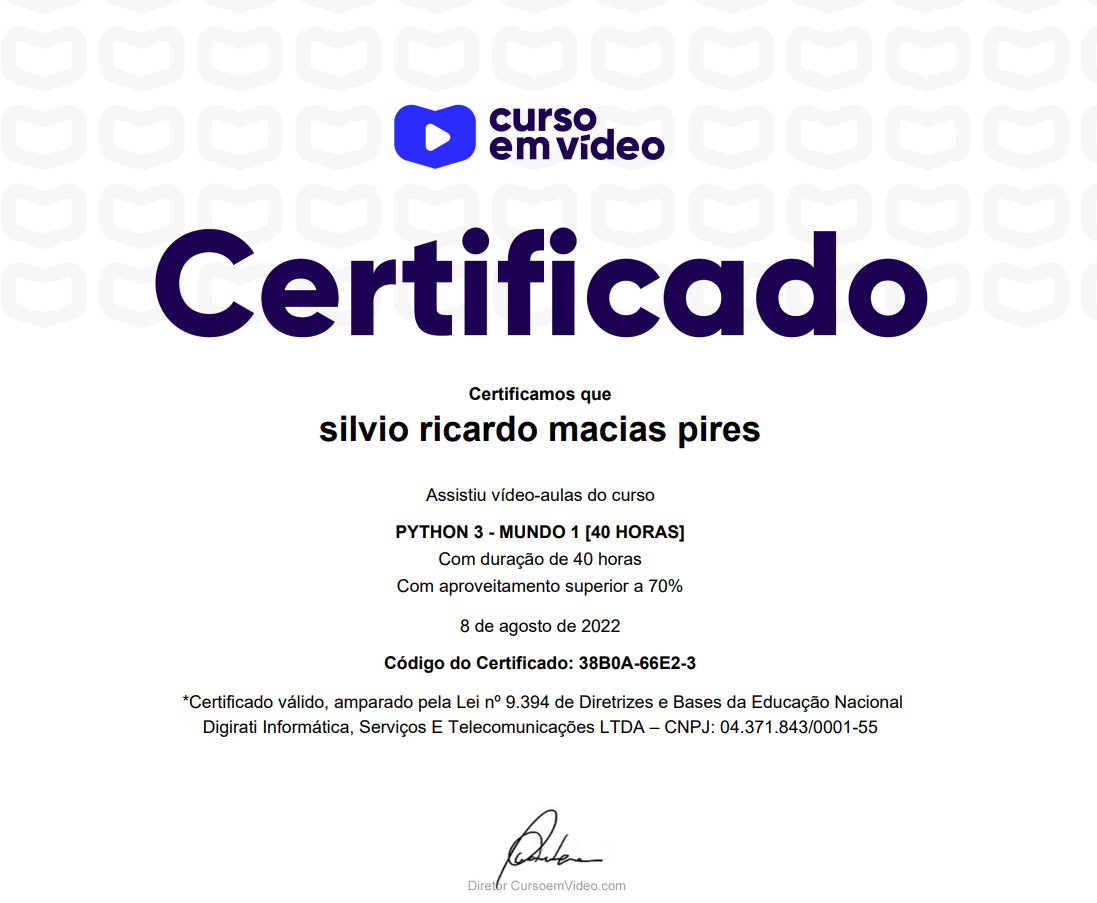 curso
em vídeo
Certificado
Certificamos que
silvio ricardo macias pires
Assistiu vídeo-aulas do curso
PYTHON 3 - MUNDO 1 [40 HORAS]
Com duração de 40 horas
Com aproveitamento superior a 70%
8 de agosto de 2022
Código do Certificado: 38B0A-66E2-3
*Certificado válido, amparado pela Lei nº 9.394 de Diretrizes e Bases da Educação Nacional
Digirati Informática, Serviços E Telecomunicações LTDA – CNPJ: 04.371.843/0001-55
Diretor CursoemVideo.com